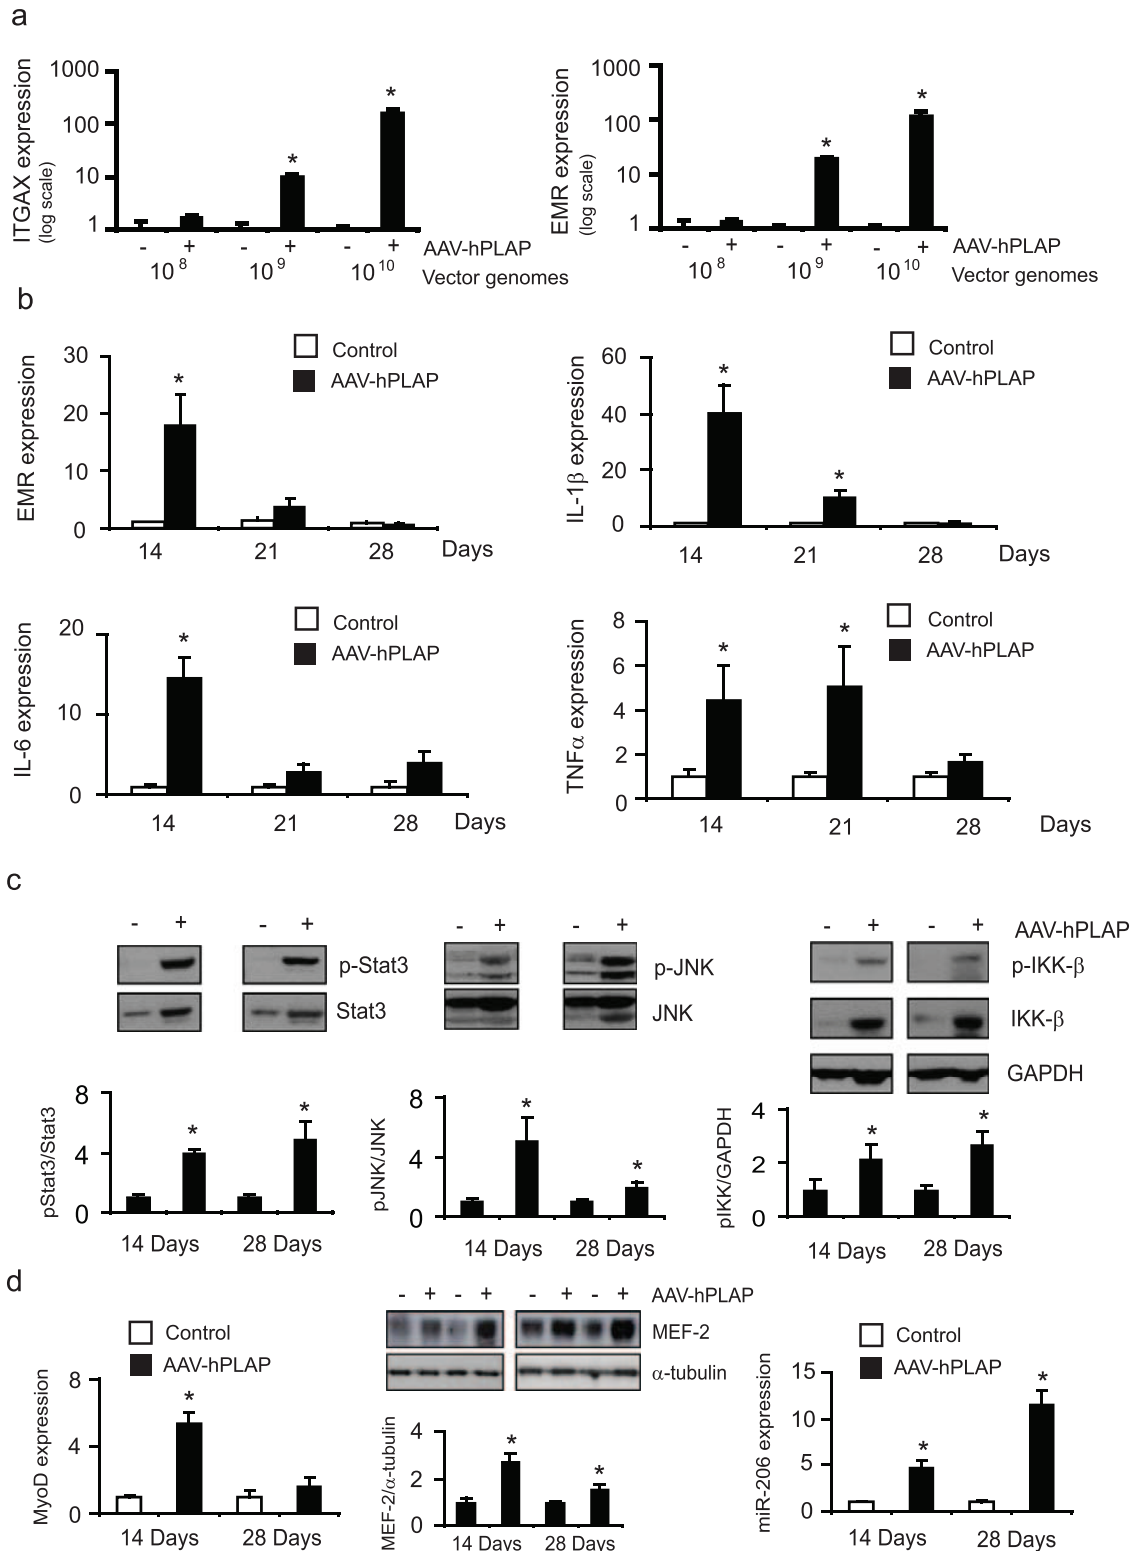 a
ITGAX expression
(log scale)
1000
100
10
1
*
*
- + - + - + AAV-hPLAP
10⁸ 10⁹ 10¹⁰ Vector genomes
EMR expression
(log scale)
1000
100
10
1
*
*
- + - + - + AAV-hPLAP
10⁸ 10⁹ 10¹⁰ Vector genomes
b
EMR expression
30
20
10
0
Control
AAV-hPLAP
*
14 21 28 Days
IL-1β expression
60
40
20
0
Control
AAV-hPLAP
*
*
14 21 28 Days
IL-6 expression
20
10
0
Control
AAV-hPLAP
*
14 21 28 Days
TNFα expression
8
6
4
2
0
Control
AAV-hPLAP
*
*
14 21 28 Days
c
- + - +
p-Stat3
Stat3
pStat3/Stat3
8
4
0
*
*
14 Days 28 Days
- + - +
p-JNK
JNK
pJNK/JNK
8
4
0
*
*
14 Days 28 Days
- + - + AAV-hPLAP
p-IKK-β
IKK-β
GAPDH
pIKK/GAPDH
4
2
0
*
*
14 Days 28 Days
d
Control
AAV-hPLAP
MyoD expression
8
4
0
*
14 Days 28 Days
- + - + - + - + AAV-hPLAP
MEF-2
α-tubulin
MEF-2/α-tubulin
4
2
0
*
*
14 Days 28 Days
Control
AAV-hPLAP
miR-206 expression
15
10
5
0
*
*
14 Days 28 Days